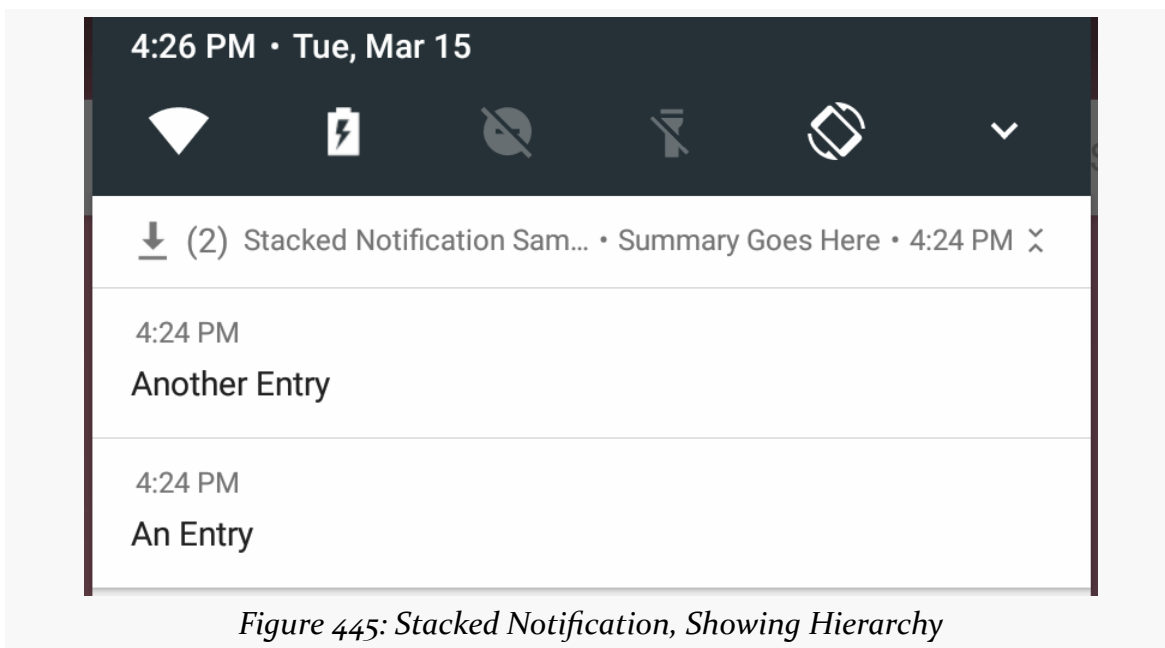 4:26 PM • Tue, Mar 15
(2) Stacked Notification Sam... • Summary Goes Here • 4:24 PM
4:24 PM
Another Entry
4:24 PM
An Entry
Figure 445: Stacked Notification, Showing Hierarchy